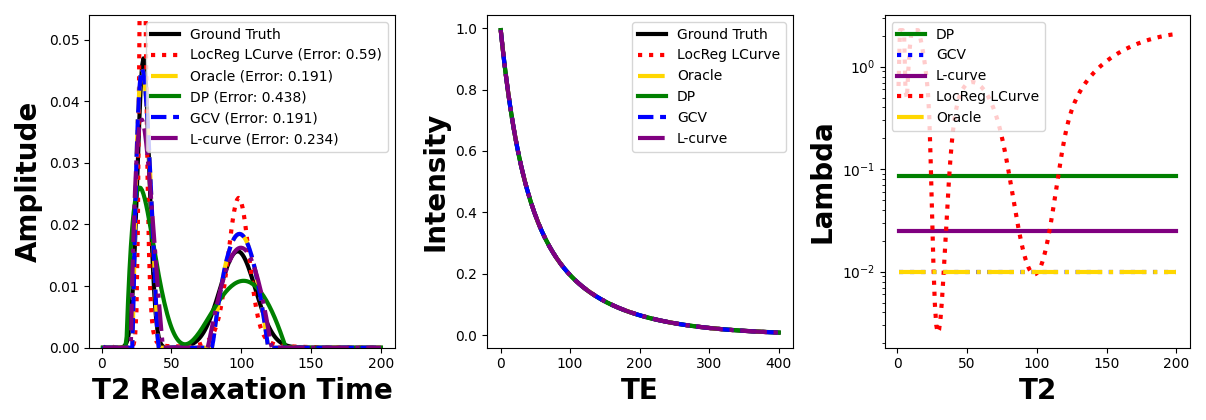 Amplitude
0.05
0.04
0.03
0.02
0.01
0.00
Ground Truth
LocReg LCurve (Error: 0.59)
Oracle (Error: 0.191)
DP (Error: 0.438)
GCV (Error: 0.191)
L-curve (Error: 0.234)
0 50 100 150 200
T2 Relaxation Time
Intensity
1.0
0.8
0.6
0.4
0.2
0.0
Ground Truth
LocReg LCurve
Oracle
DP
GCV
L-curve
0 100 200 300 400
TE
Lambda
10⁰
10⁻¹
10⁻²
DP
GCV
L-curve
LocReg LCurve
Oracle
0 50 100 150 200
T2